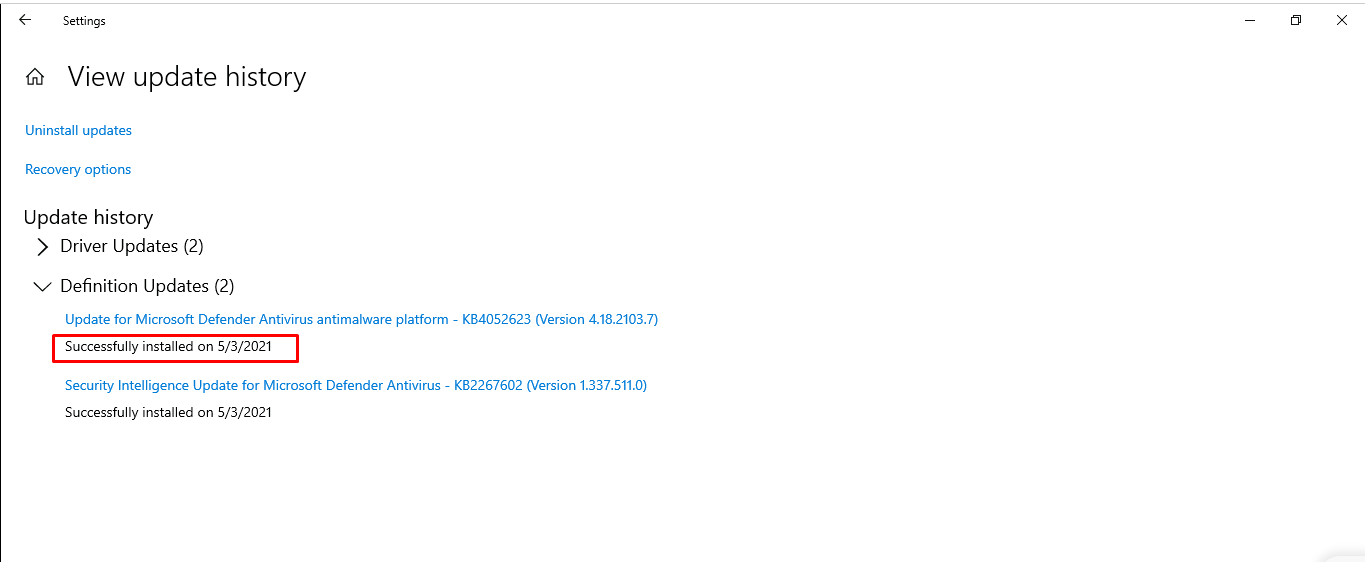 Settings
View update history
Uninstall updates
Recovery options
Update history
Driver Updates (2)
Definition Updates (2)
Update for Microsoft Defender Antivirus antimalware platform - KB4052623 (Version 4.18.2103.7)
Successfully installed on 5/3/2021
Security Intelligence Update for Microsoft Defender Antivirus - KB2267602 (Version 1.337.511.0)
Successfully installed on 5/3/2021